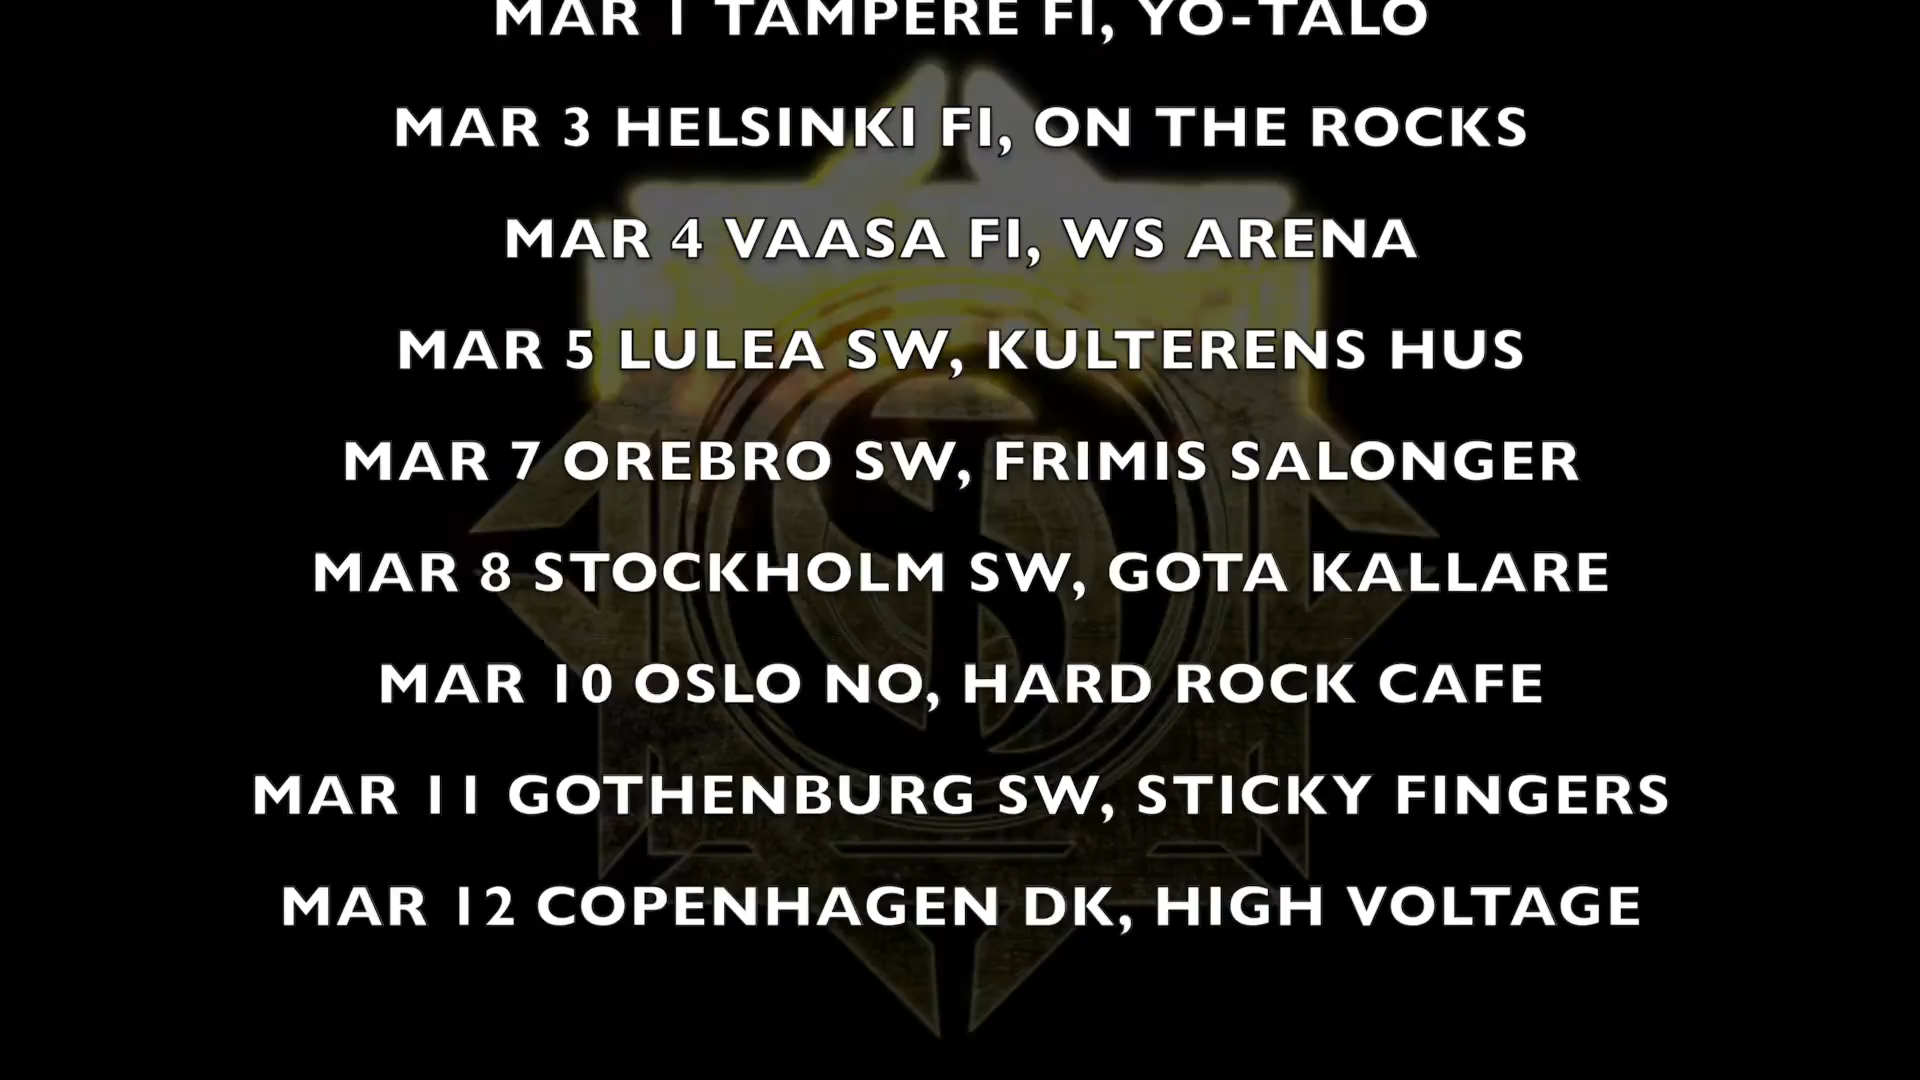 MAR 1 TAMPERE FI, YO-TALO
MAR 3 HELSINKI FI, ON THE ROCKS
MAR 4 VAASA FI, WS ARENA
MAR 5 LULEA SW, KULTERENS HUS
MAR 7 OREBRO SW, FRIMIS SALONGER
MAR 8 STOCKHOLM SW, GOTA KALLARE
MAR 10 OSLO NO, HARD ROCK CAFE
MAR 11 GOTHENBURG SW, STICKY FINGERS
MAR 12 COPENHAGEN DK, HIGH VOLTAGE